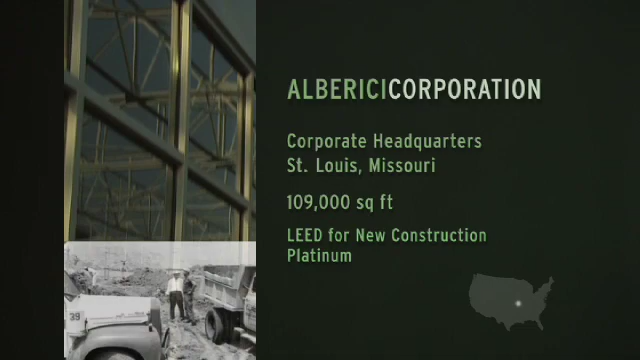 ALBERICICORPORATION
Corporate Headquarters
St. Louis, Missouri
109,000 sq ft
LEED for New Construction
Platinum
39